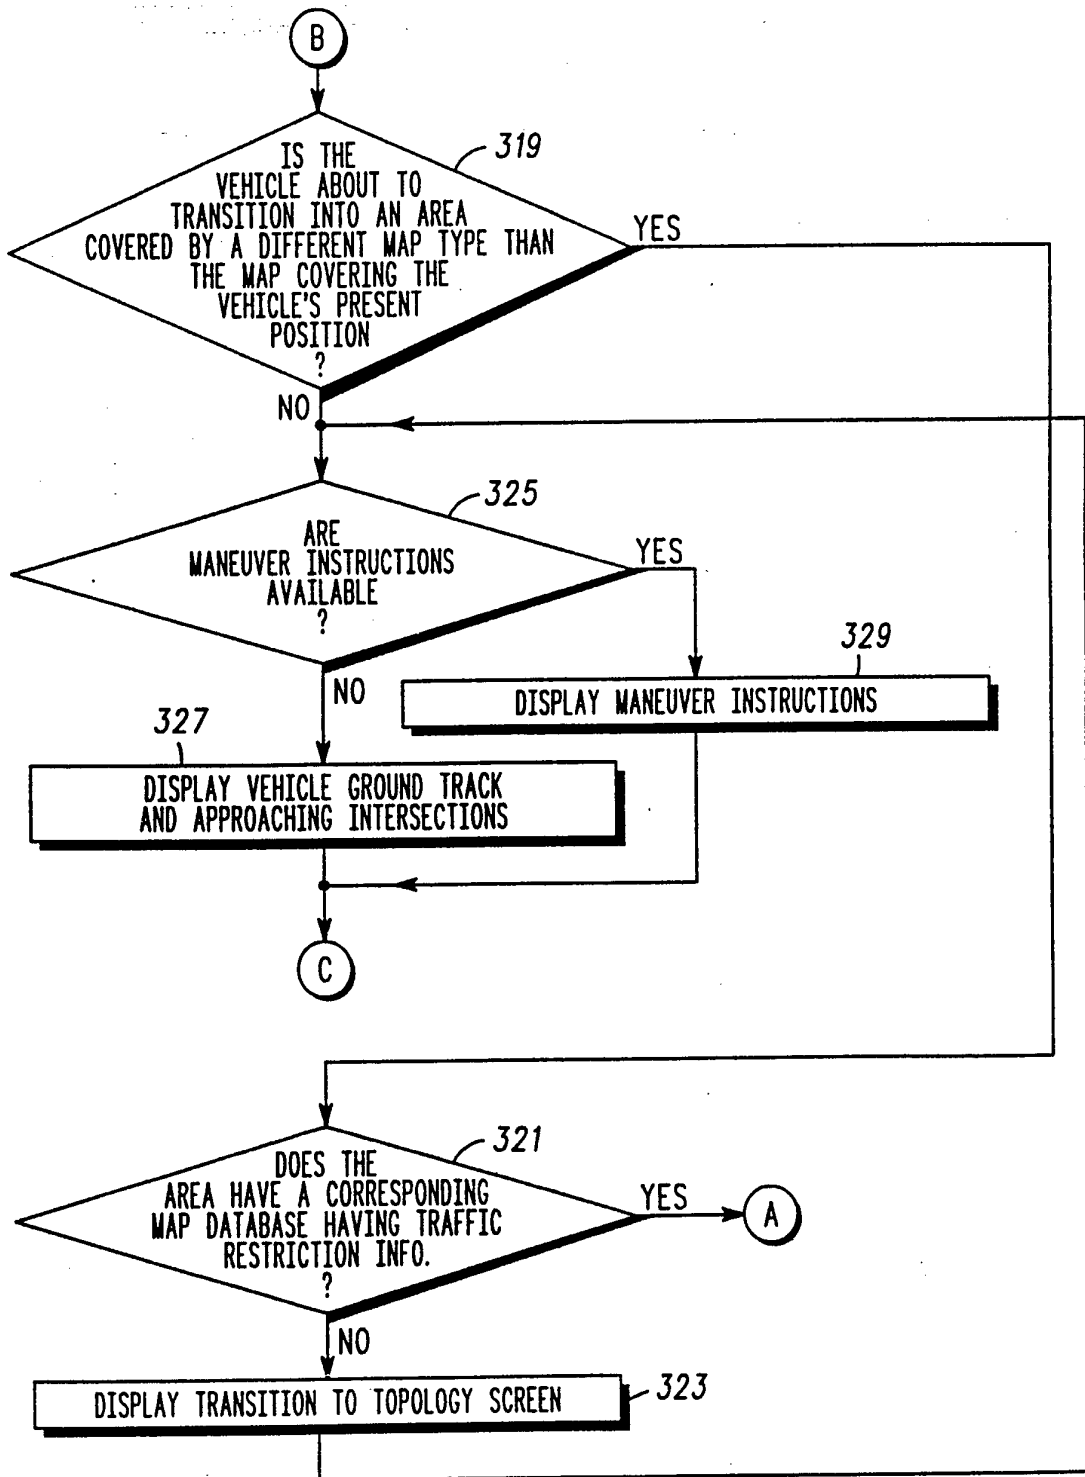 B
319
IS THE
VEHICLE ABOUT TO
TRANSITION INTO AN AREA
COVERED BY A DIFFERENT MAP TYPE THAN
THE MAP COVERING THE
VEHICLE'S PRESENT
POSITION
?
YES
NO
325
ARE
MANEUVER INSTRUCTIONS
AVAILABLE
?
YES
NO
329
DISPLAY MANEUVER INSTRUCTIONS
327
DISPLAY VEHICLE GROUND TRACK
AND APPROACHING INTERSECTIONS
C
321
DOES THE
AREA HAVE A CORRESPONDING
MAP DATABASE HAVING TRAFFIC
RESTRICTION INFO.
?
YES
A
NO
DISPLAY TRANSITION TO TOPOLOGY SCREEN
323